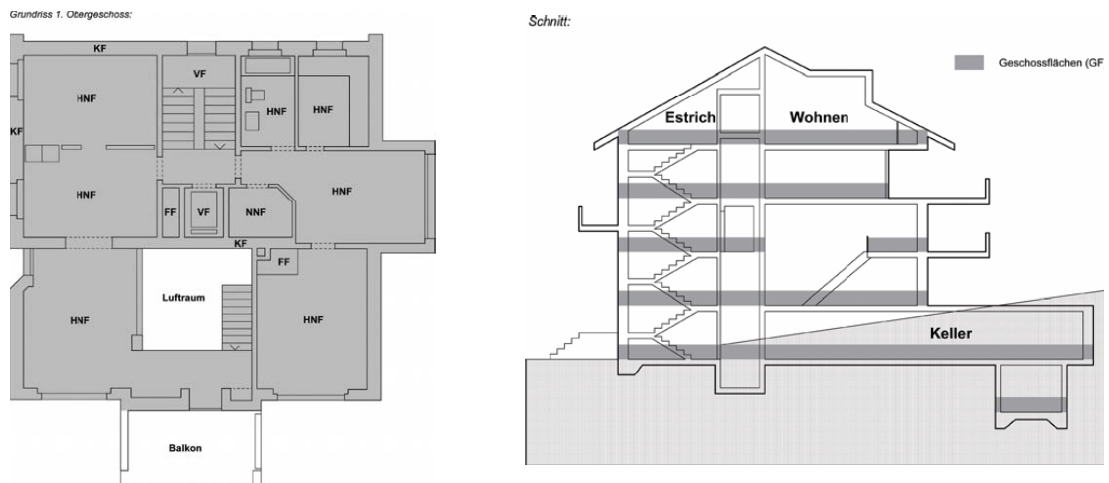 Grundriss 1. Obergeschoss:
KF
VF
HNF
HNF
HNF
KF
HNF
HNF
FF
VF
NNF
KF
FF
Luftraum
HNF
HNF
Balkon
Schnitt:
Geschossflächen (GF
Estrich
Wohnen
Keller